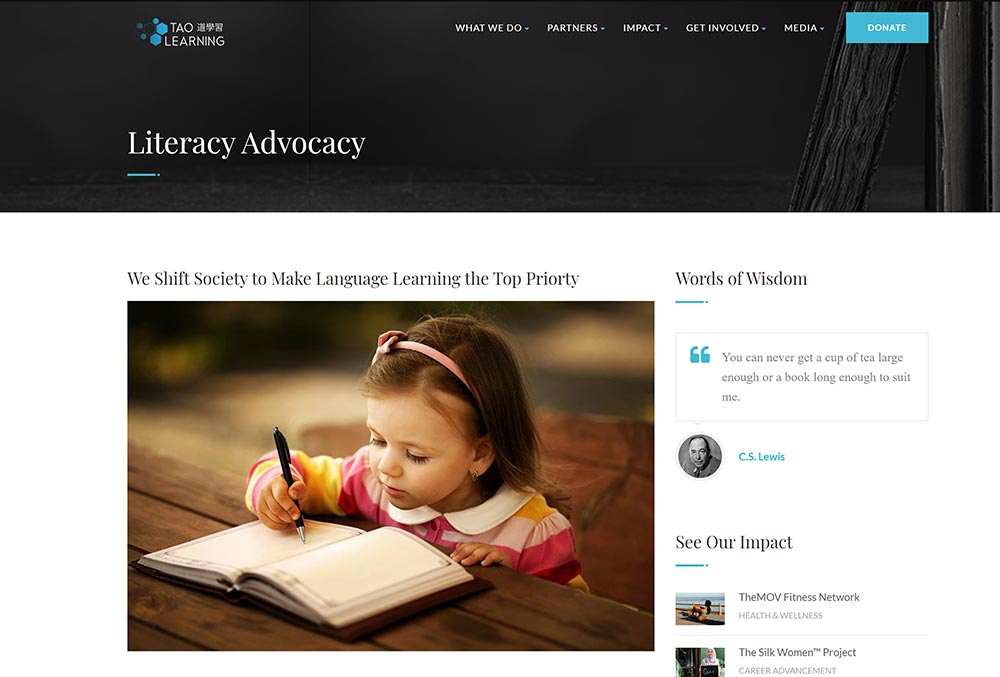 TAO 道學習
LEARNING
WHAT WE DO
PARTNERS
IMPACT
GET INVOLVED
MEDIA
DONATE
Literacy Advocacy
We Shift Society to Make Language Learning the Top Priorty
Words of Wisdom
You can never get a cup of tea large
enough or a book long enough to suit
me.
C.S. Lewis
See Our Impact
TheMOV Fitness Network
HEALTH & WELLNESS
The Silk Women™ Project
CAREER ADVANCEMENT